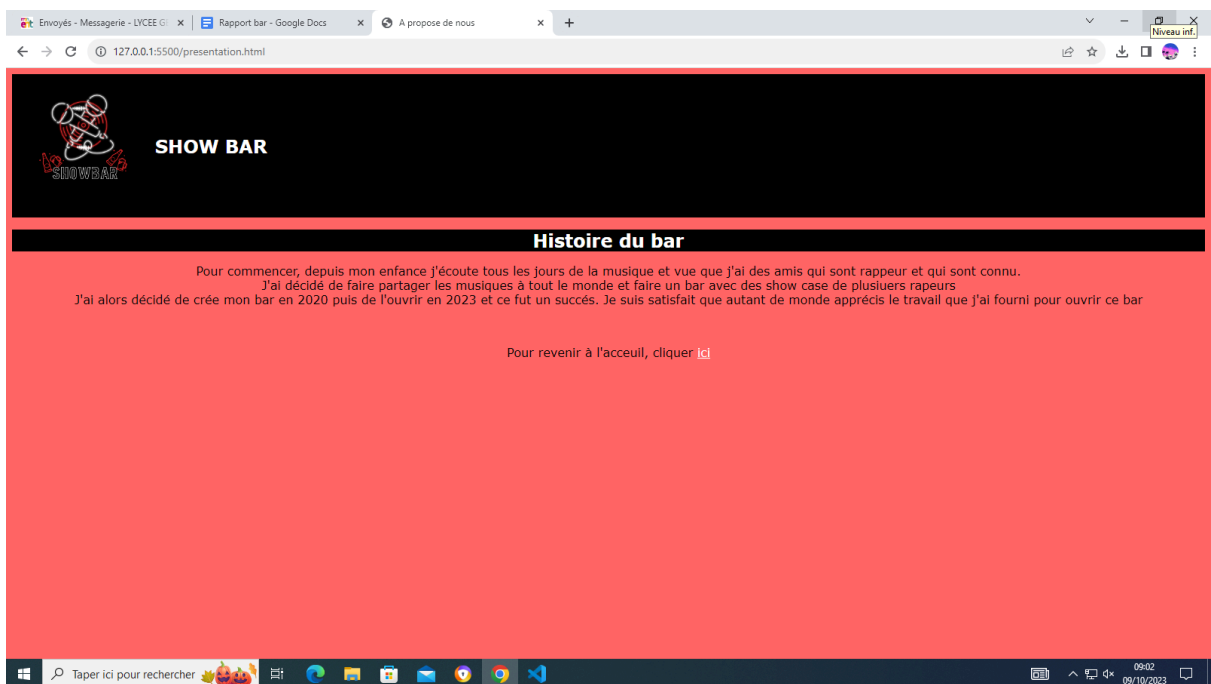 Envoyés - Messagerie - LYCEE G
Rapport bar - Google Docs
A propose de nous
Niveau inf.
127.0.0.1:5500/presentation.html
SHOWBAR
SHOW BAR
Histoire du bar
Pour commencer, depuis mon enfance j'écoute tous les jours de la musique et vue que j'ai des amis qui sont rappeur et qui sont connu.
J'ai décidé de faire partager les musiques à tout le monde et faire un bar avec des show case de plusiuers rapeurs
J'ai alors décidé de crée mon bar en 2020 puis de l'ouvrir en 2023 et ce fut un succés. Je suis satisfait que autant de monde apprécis le travail que j'ai fourni pour ouvrir ce bar
Pour revenir à l'acceuil, cliquer ici
Taper ici pour rechercher
09:02
09/10/2023